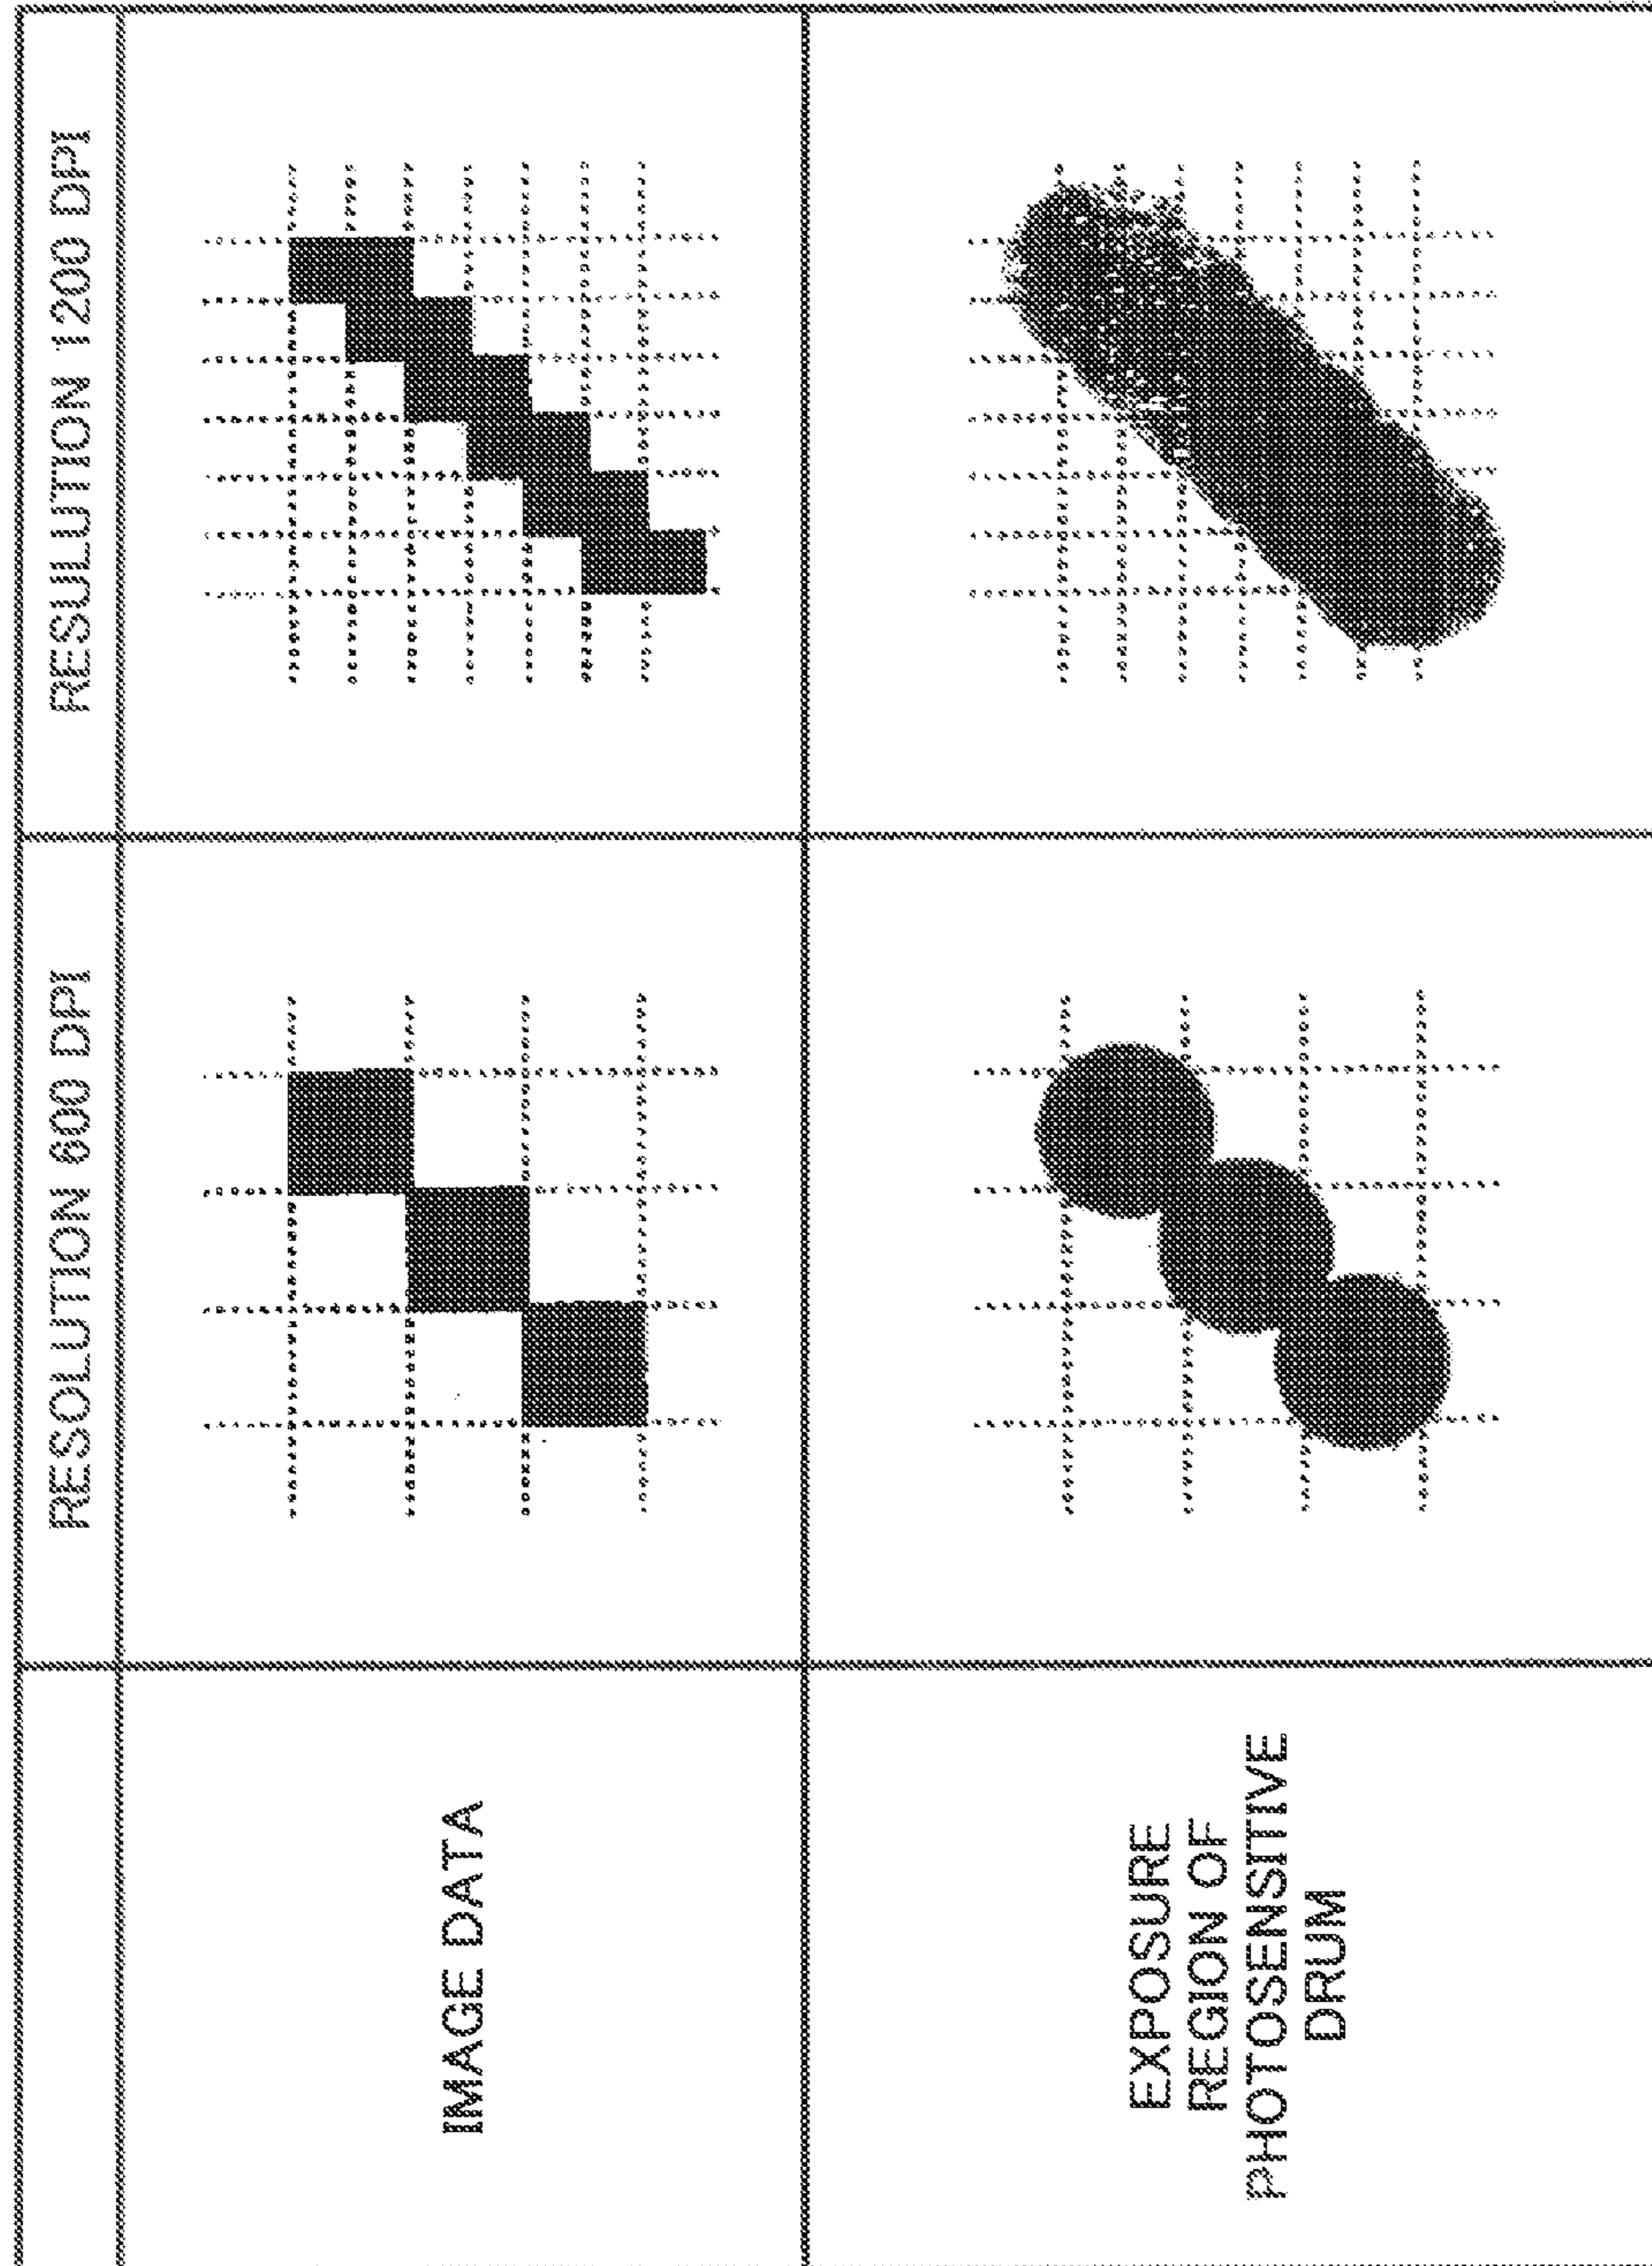 RESOLUTION 600 DPI
RESULUTION 1200 DPI
IMAGE DATA
EXPOSURE
REGION OF
PHOTOSENSITIVE
DRUM